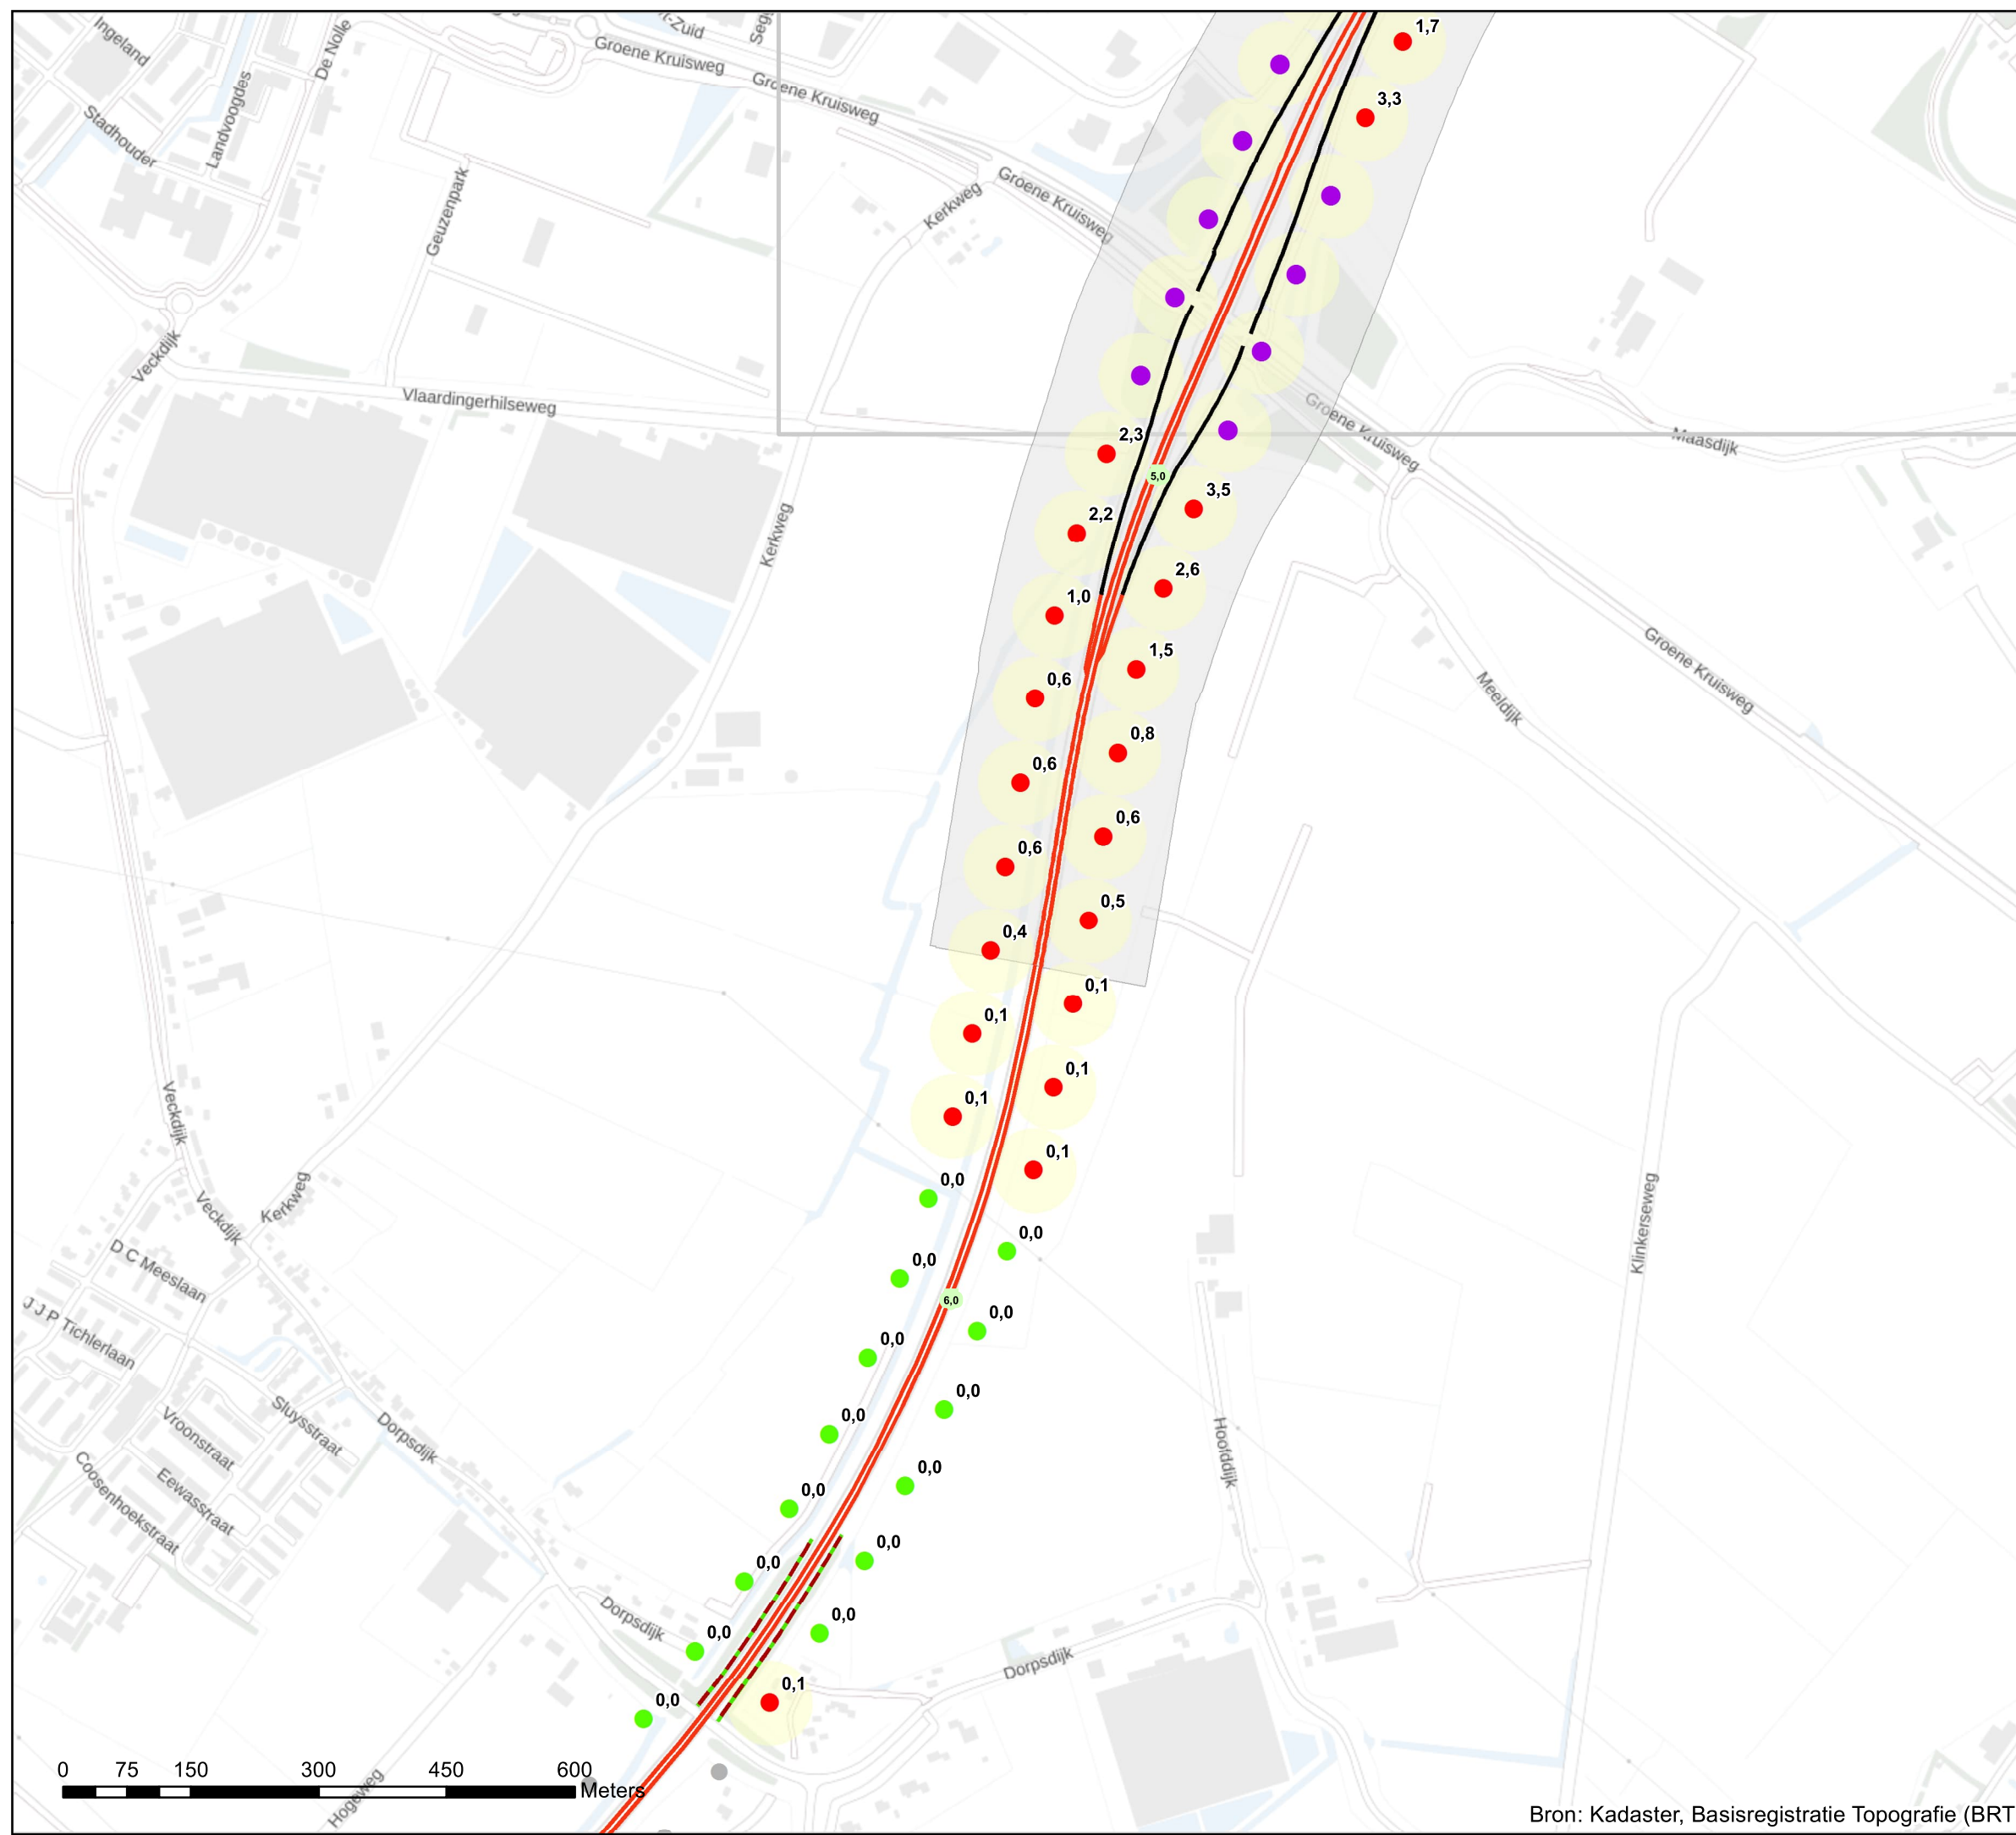 Ingeland
De Nolle
Landvoogdes
Stadhouder
Geuzenpark
t-Zuid
Seg
Groene Kruisweg
Groene Kruisweg
Groene Kruisweg
Kerkweg
1,7
3,3
Veckdijk
Vlaardingerhilseweg
Groene Kruisweg
Maasdijk
2,3
5,0
3,5
2,2
Kerkweg
2,6
1,0
1,5
Groene Kruisweg
Meeldijk
0,6
0,8
0,6
0,6
0,6
0,5
0,4
0,1
0,1
0,1
0,1
0,1
Veckdijk
Veckdijk
Kerkweg
0,0
0,0
0,0
6,0
0,0
Klinkerseweg
D C Meeslaan
J J P Tichlerlaan
0,0
0,0
Sluysstraat
Vroonstraat
Dorpsdijk
0,0
0,0
Eewasstraat
Coosenhoekstraat
Hoofddijk
0,0
0,0
0,0
Dorpsdijk
0,0
0,0
Dorpsdijk
0,0
0,1
0 75 150 300 450 600
Meters
Hogeweg
Bron: Kadaster, Basisregistratie Topografie (BRT